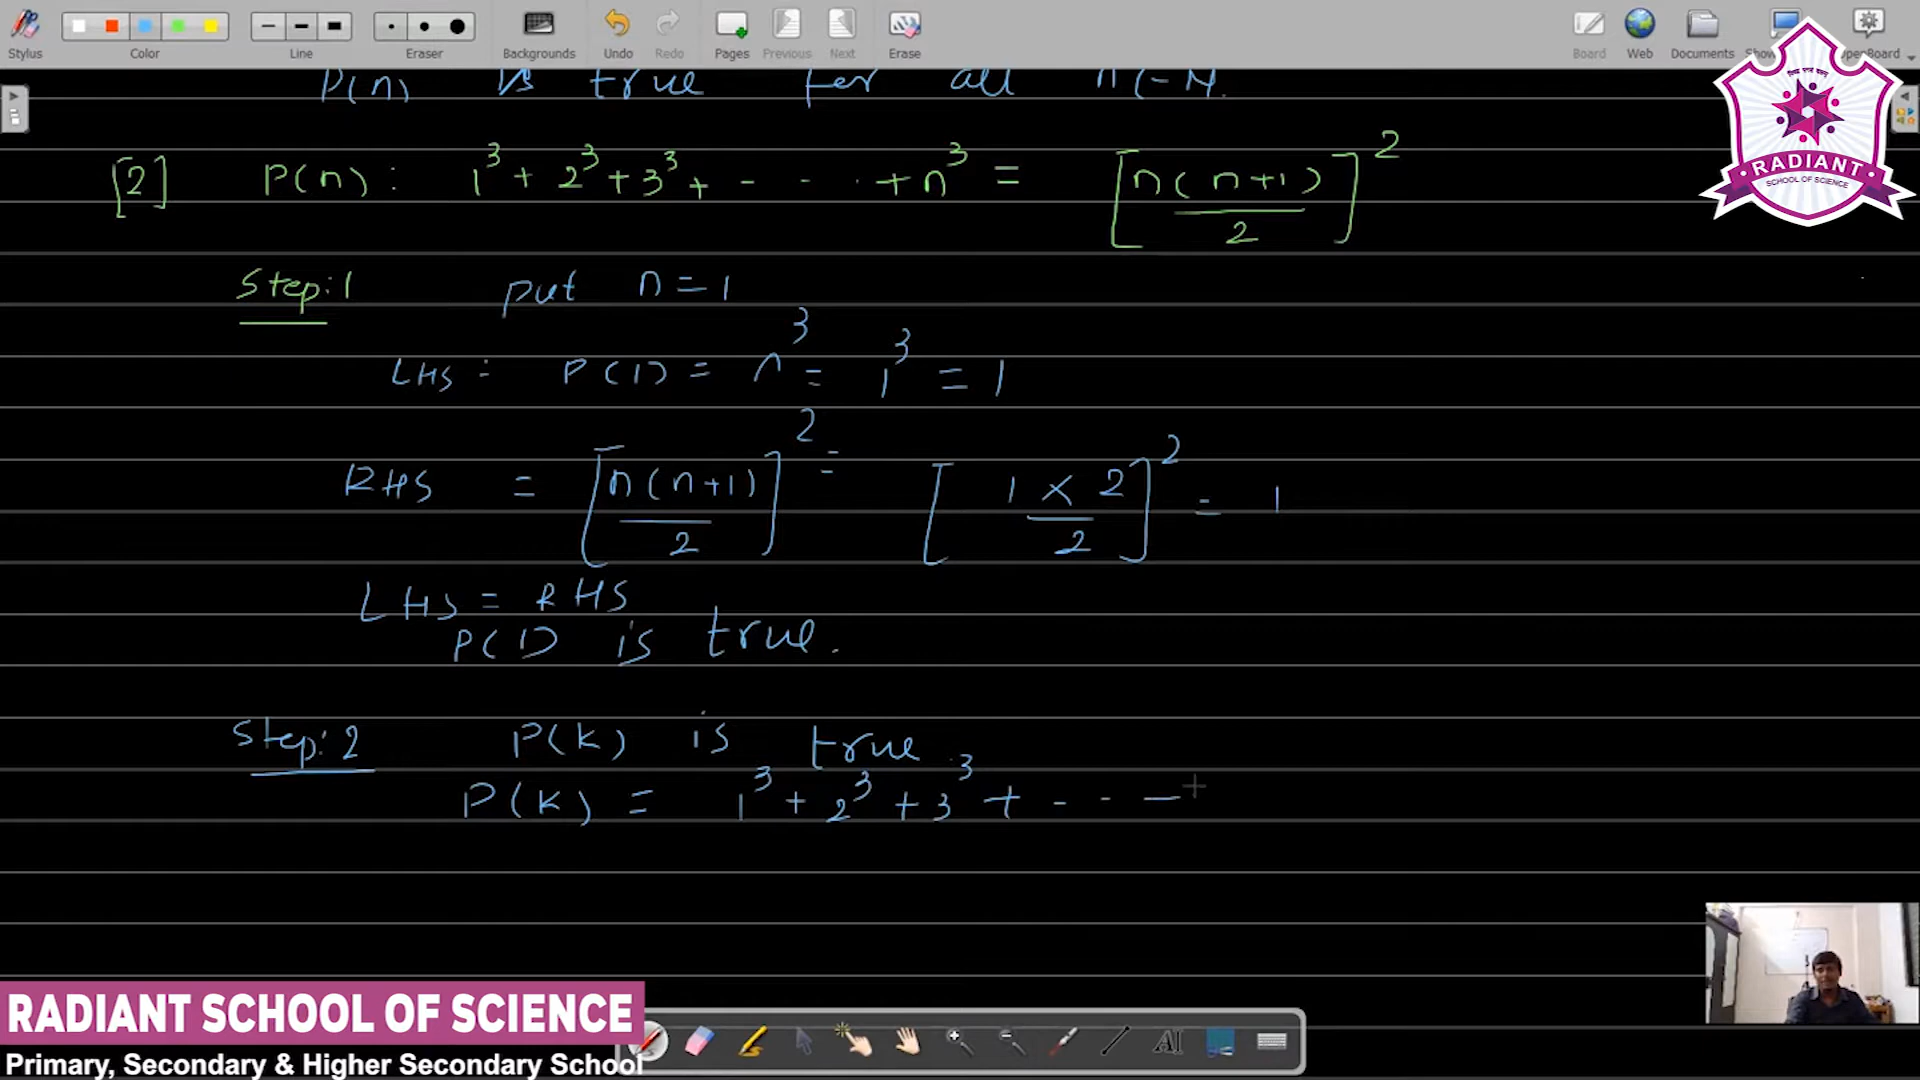 Stylus Color Line Eraser Backgrounds Undo Redo Pages Previous Next Erase Board Web Documents
P(n) is true for all n ∈ N.
[2] P(n) : 1³ + 2³ + 3³ + - - · + n³ = [n(n+1)/2]²
Step:1 put n = 1
LHS : P(1) = n³ = 1³ = 1
RHS = [n(n+1)/2]² = [1 × 2/2]² = 1
LHS = RHS
P(1) is true.
Step:2 P(k) is true
P(k) = 1³ + 2³ + 3³ + - - -
RADIANT
SCHOOL OF SCIENCE
RADIANT SCHOOL OF SCIENCE
Primary, Secondary & Higher Secondary School
AI